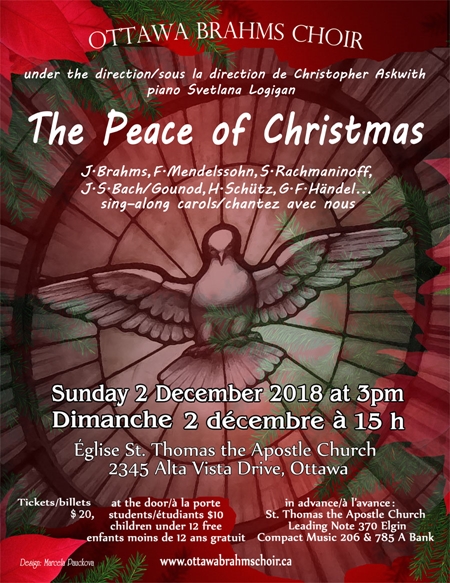 OTTAWA BRAHMS CHOIR
under the direction/sous la direction de Christopher Askwith
piano Svetlana Logigan
The Peace of Christmas
J.Brahms, F.Mendelssohn, S.Rachmaninoff,
J.S.Bach/Gounod, H.Schütz, G.F.Händel...
sing-along carols/chantez avec nous
Sunday 2 December 2018 at 3pm
Dimanche 2 décembre à 15 h
Église St. Thomas the Apostle Church
2345 Alta Vista Drive, Ottawa
Tickets/billets
$20,
at the door/à la porte
students/étudiants $10
children under 12 free
enfants moins de 12 ans gratuit
in advance/à l'avance:
St. Thomas the Apostle Church
Leading Note 370 Elgin
Compact Music 206 & 785 A Bank
Design: Marcela Pauckova
www.ottawabrahmschoir.ca